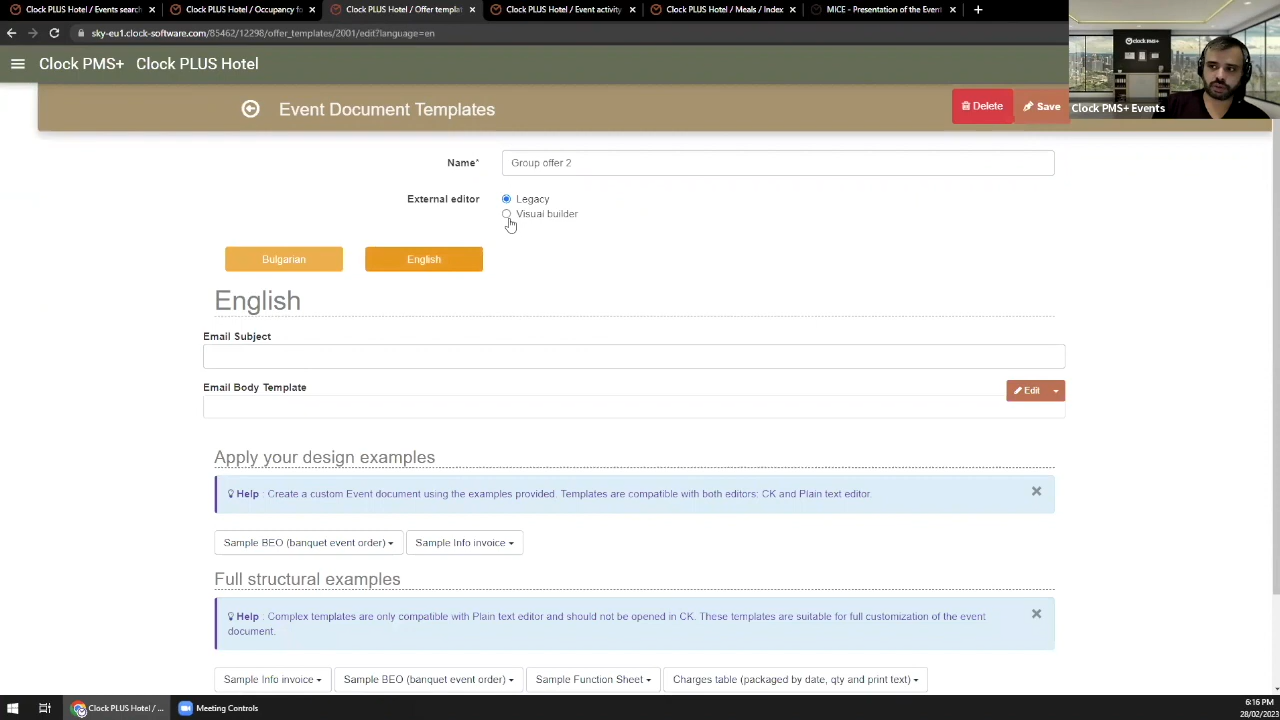 Clock PLUS Hotel / Events search
Clock PLUS Hotel / Occupancy fo
Clock PLUS Hotel / Offer templat
Clock PLUS Hotel / Event activity
Clock PLUS Hotel / Meals / Index
MICE - Presentation of the Event
sky-eu1.clock-software.com/85462/12298/offer_templates/2001/edit?language=en
clock PMS+
Clock PMS+ Clock PLUS Hotel
Clock PMS+ Events
Event Document Templates
Delete
Save
Name*
Group offer 2
External editor
Legacy
Visual builder
Bulgarian
English
English
Email Subject
Email Body Template
Edit
Apply your design examples
Help : Create a custom Event document using the examples provided. Templates are compatible with both editors: CK and Plain text editor.
Sample BEO (banquet event order)
Sample Info invoice
Full structural examples
Help : Complex templates are only compatible with Plain text editor and should not be opened in CK. These templates are suitable for full customization of the event
document.
Sample Info invoice
Sample BEO (banquet event order)
Sample Function Sheet
Charges table (packaged by date, qty and print text)
Clock PLUS Hotel / ...
Meeting Controls
6:16 PM
28/02/2023